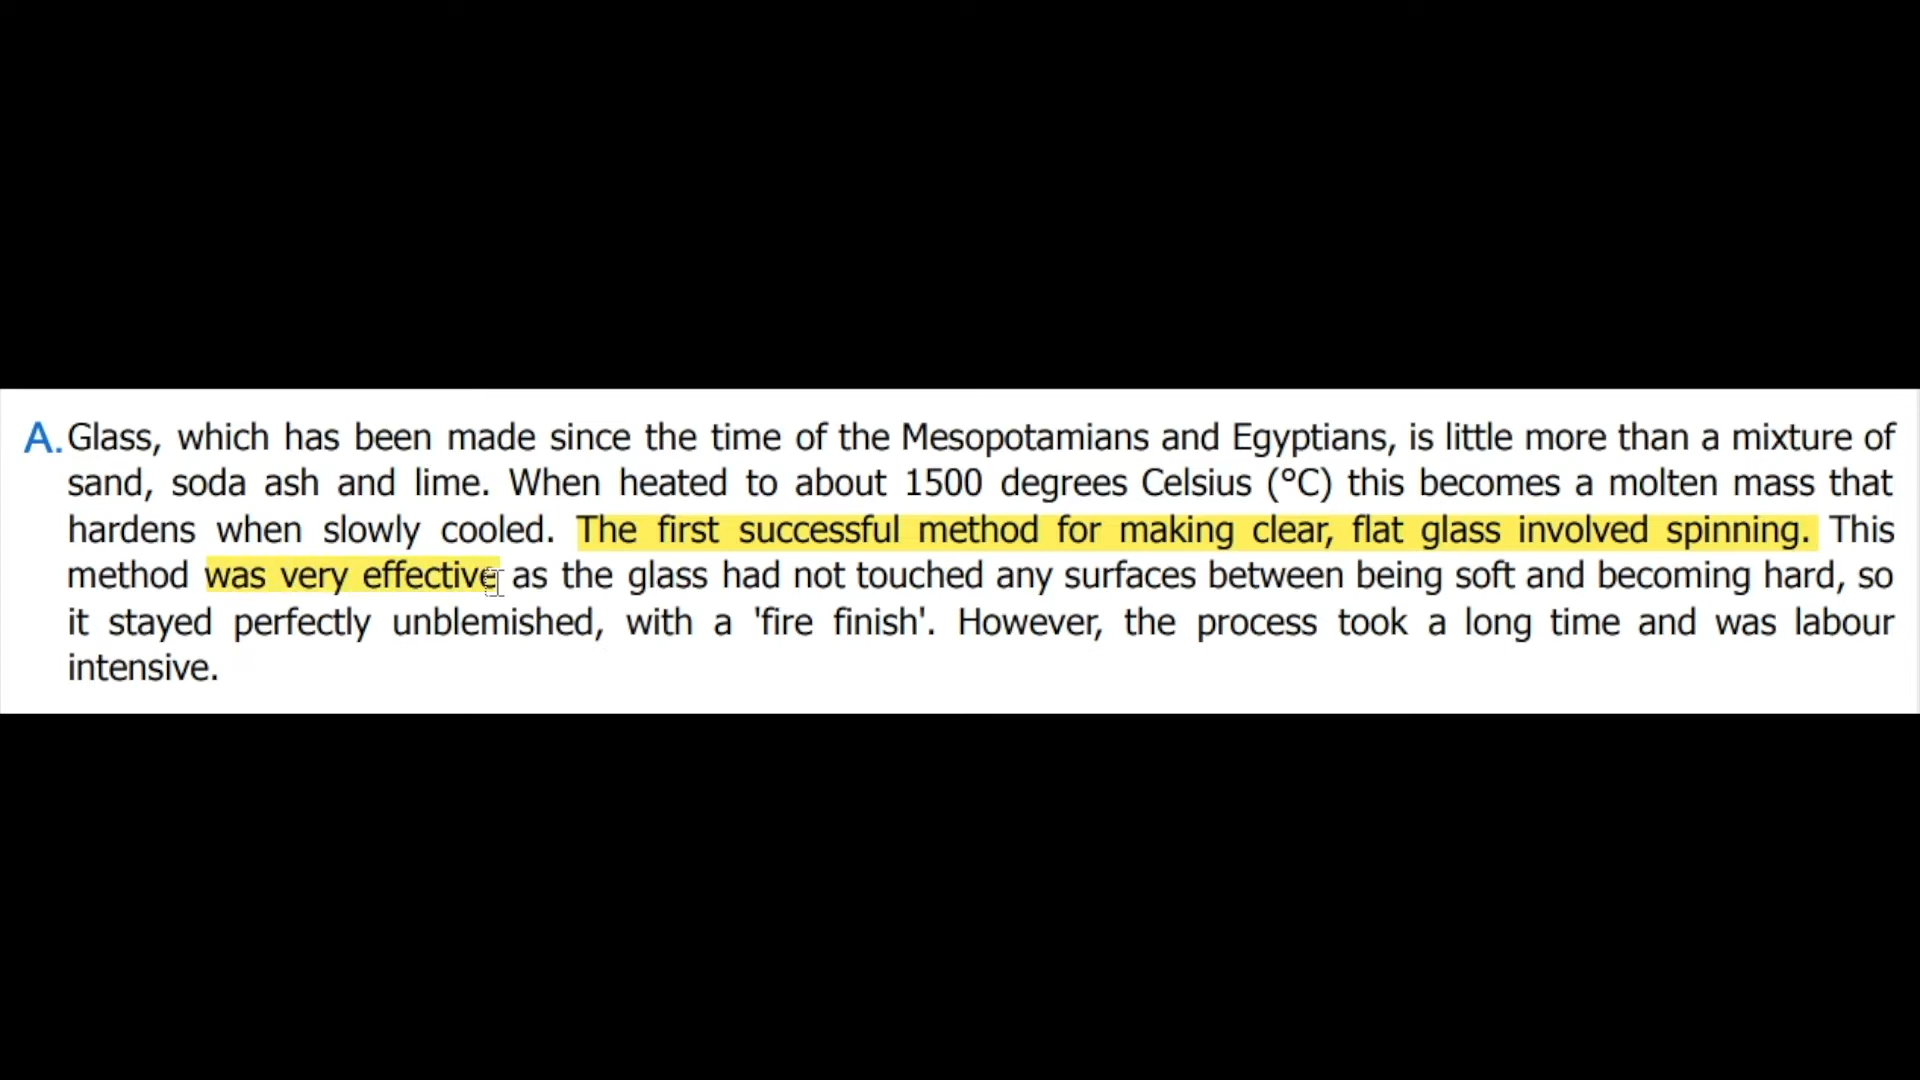 A. Glass, which has been made since the time of the Mesopotamians and Egyptians, is little more than a mixture of
sand, soda ash and lime. When heated to about 1500 degrees Celsius (°C) this becomes a molten mass that
hardens when slowly cooled. The first successful method for making clear, flat glass involved spinning. This
method was very effective as the glass had not touched any surfaces between being soft and becoming hard, so
it stayed perfectly unblemished, with a 'fire finish'. However, the process took a long time and was labour
intensive.